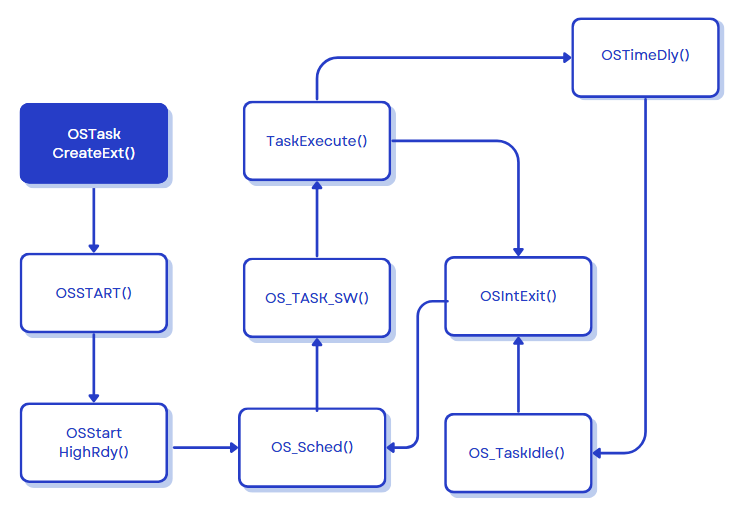 OSTimeDly()
OSTask
CreateExt()
TaskExecute()
OSSTART()
OS_TASK_SW()
OSIntExit()
OSStart
HighRdy()
OS_Sched()
OS_TaskIdle()